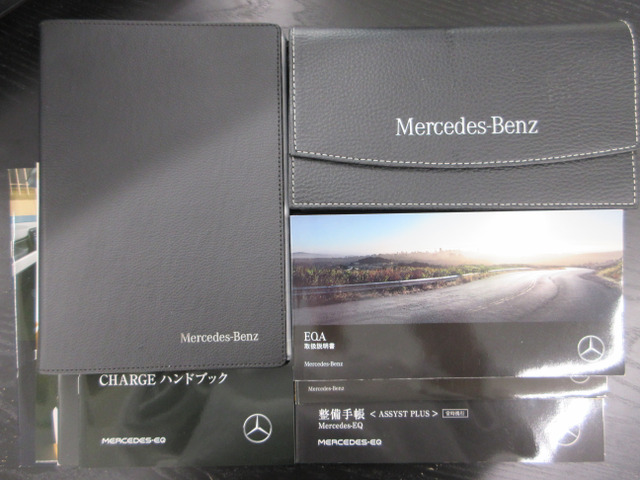 Mercedes-Benz
Mercedes-Benz
EQA
取扱説明書
Mercedes-Benz
Mercedes-Benz
CHARGE ハンドブック
MERCEDES-EQ
整備手帳 < ASSYST PLUS >
Mercedes-EQ
MERCEDES-EQ